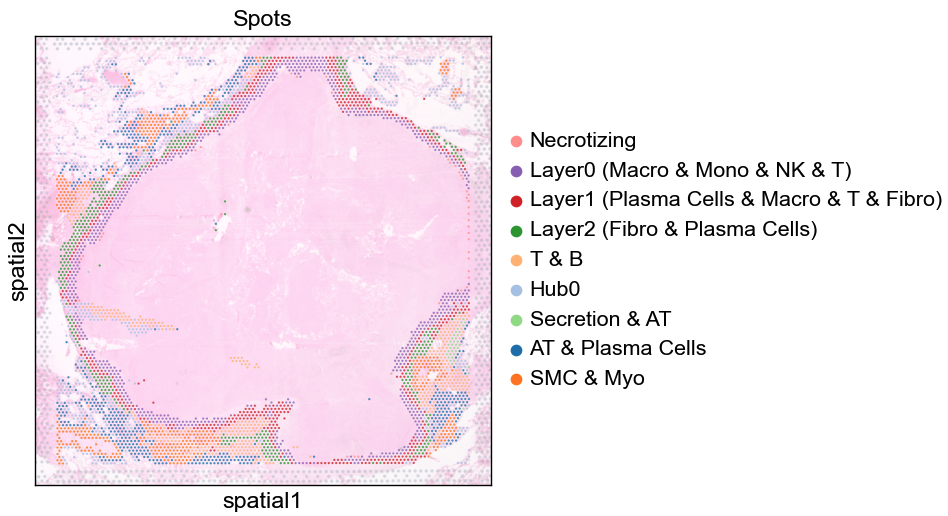 Spots
spatial2
spatial1
Necrotizing
Layer0 (Macro & Mono & NK & T)
Layer1 (Plasma Cells & Macro & T & Fibro)
Layer2 (Fibro & Plasma Cells)
T & B
Hub0
Secretion & AT
AT & Plasma Cells
SMC & Myo